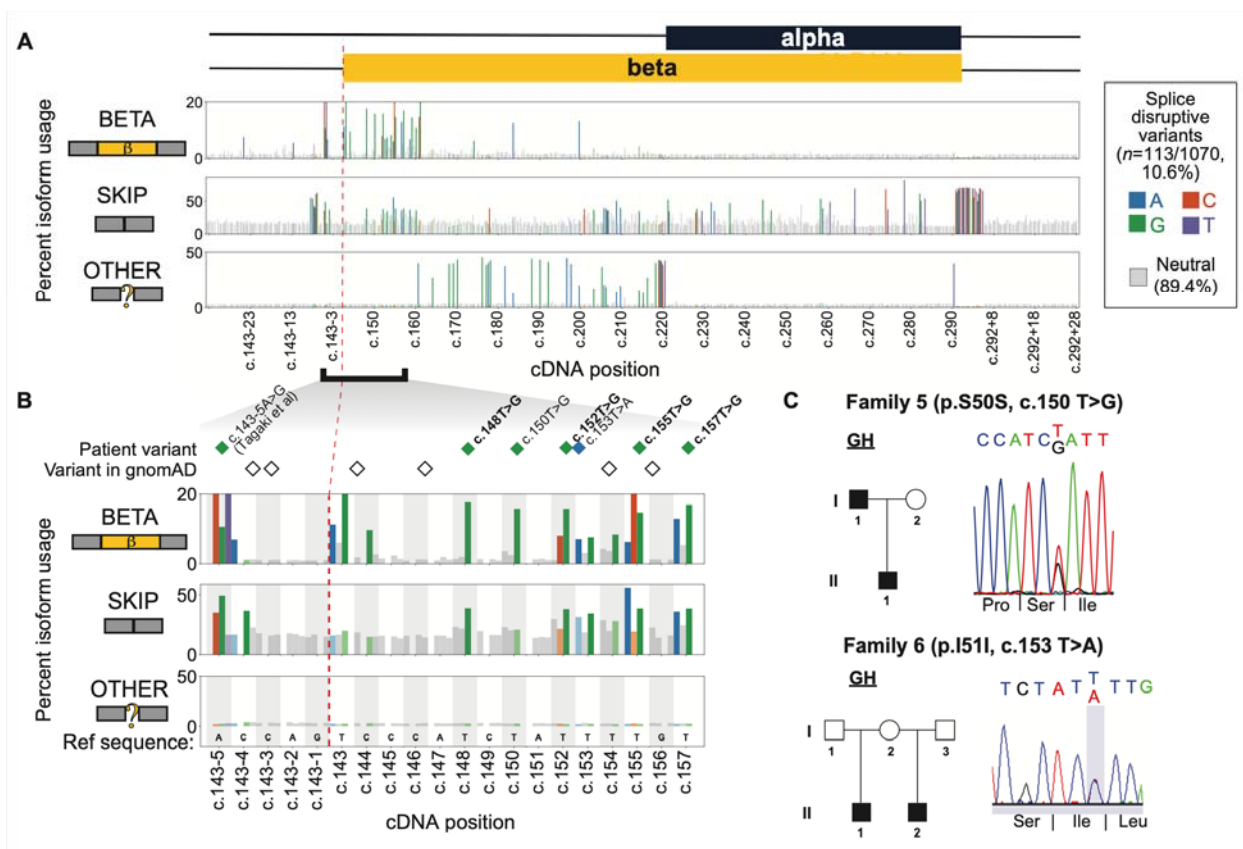 A
alpha
beta
Percent isoform usage
BETA
β
20
0
SKIP
50
0
OTHER
?
50
0
c.143-23
c.143-13
c.143-3
c.150
c.160
c.170
c.180
c.190
c.200
c.210
c.220
c.230
c.240
c.250
c.260
c.270
c.280
c.290
c.292+8
c.292+18
c.292+28
cDNA position
Splice
disruptive
variants
(n=113/1070,
10.6%)
A
C
G
T
Neutral
(89.4%)
B
c.143-5A>G
(Tagaki et al)
c.148T>G
c.150T>G
c.152T>G
c.153T>A
c.155T>G
c.157T>G
Patient variant
Variant in gnomAD
Percent isoform usage
BETA
β
20
0
SKIP
50
0
OTHER
?
50
0
Ref sequence:
A C C A G T C C C A T C T A T T T T G T
c.143-5
c.143-4
c.143-3
c.143-2
c.143-1
c.143
c.144
c.145
c.146
c.147
c.148
c.149
c.150
c.151
c.152
c.153
c.154
c.155
c.156
c.157
cDNA position
C
Family 5 (p.S50S, c.150 T>G)
GH
C C A T C T A T T
G
I
1
2
II
1
Pro | Ser | Ile
Family 6 (p.I51I, c.153 T>A)
GH
T C T A T T T T G
A
I
1
2
3
II
1
2
Ser | Ile | Leu